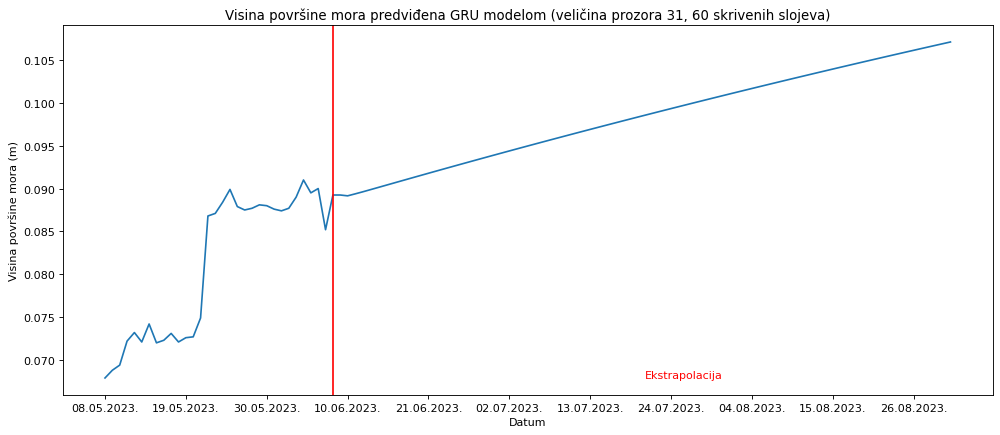 Visina površine mora predviđena GRU modelom (veličina prozora 31, 60 skrivenih slojeva)
Visina površine mora (m)
0.105
0.100
0.095
0.090
0.085
0.080
0.075
0.070
Ekstrapolacija
08.05.2023. 19.05.2023. 30.05.2023. 10.06.2023. 21.06.2023. 02.07.2023. 13.07.2023. 24.07.2023. 04.08.2023. 15.08.2023. 26.08.2023.
Datum